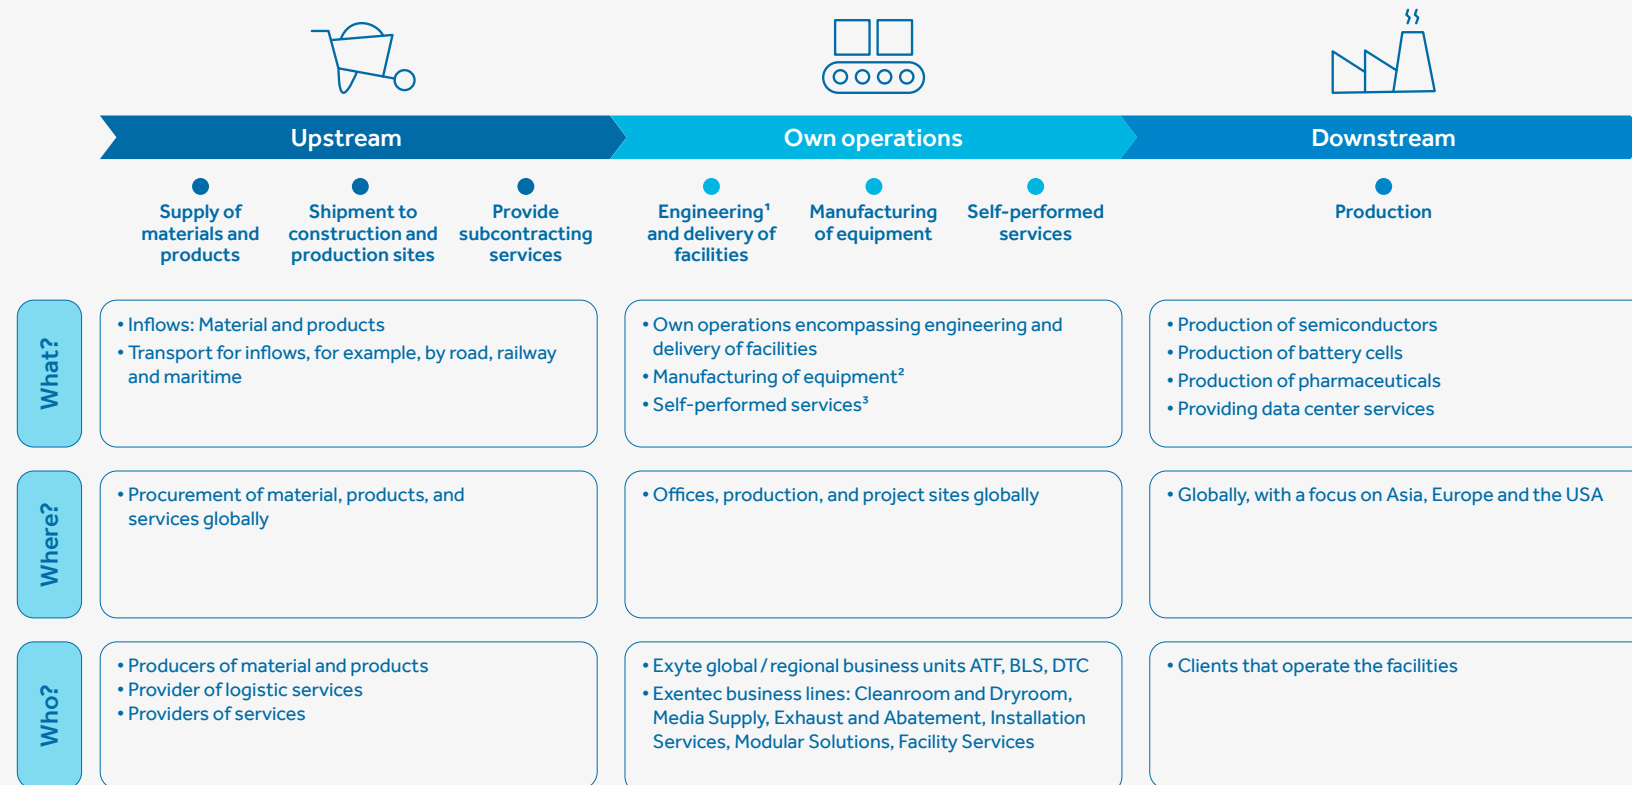 Upstream
Own operations
Downstream
Supply of
materials and
products
Shipment to
construction and
production sites
Provide
subcontracting
services
Engineering¹
and delivery of
facilities
Manufacturing
of equipment
Self-performed
services
Production
What?
• Inflows: Material and products
• Transport for inflows, for example, by road, railway
and maritime
• Own operations encompassing engineering and
delivery of facilities
• Manufacturing of equipment²
• Self-performed services³
• Production of semiconductors
• Production of battery cells
• Production of pharmaceuticals
• Providing data center services
Where?
• Procurement of material, products, and
services globally
• Offices, production, and project sites globally
• Globally, with a focus on Asia, Europe and the USA
Who?
• Producers of material and products
• Provider of logistic services
• Providers of services
• Exyte global / regional business units ATF, BLS, DTC
• Exentec business lines: Cleanroom and Dryroom,
Media Supply, Exhaust and Abatement, Installation
Services, Modular Solutions, Facility Services
• Clients that operate the facilities